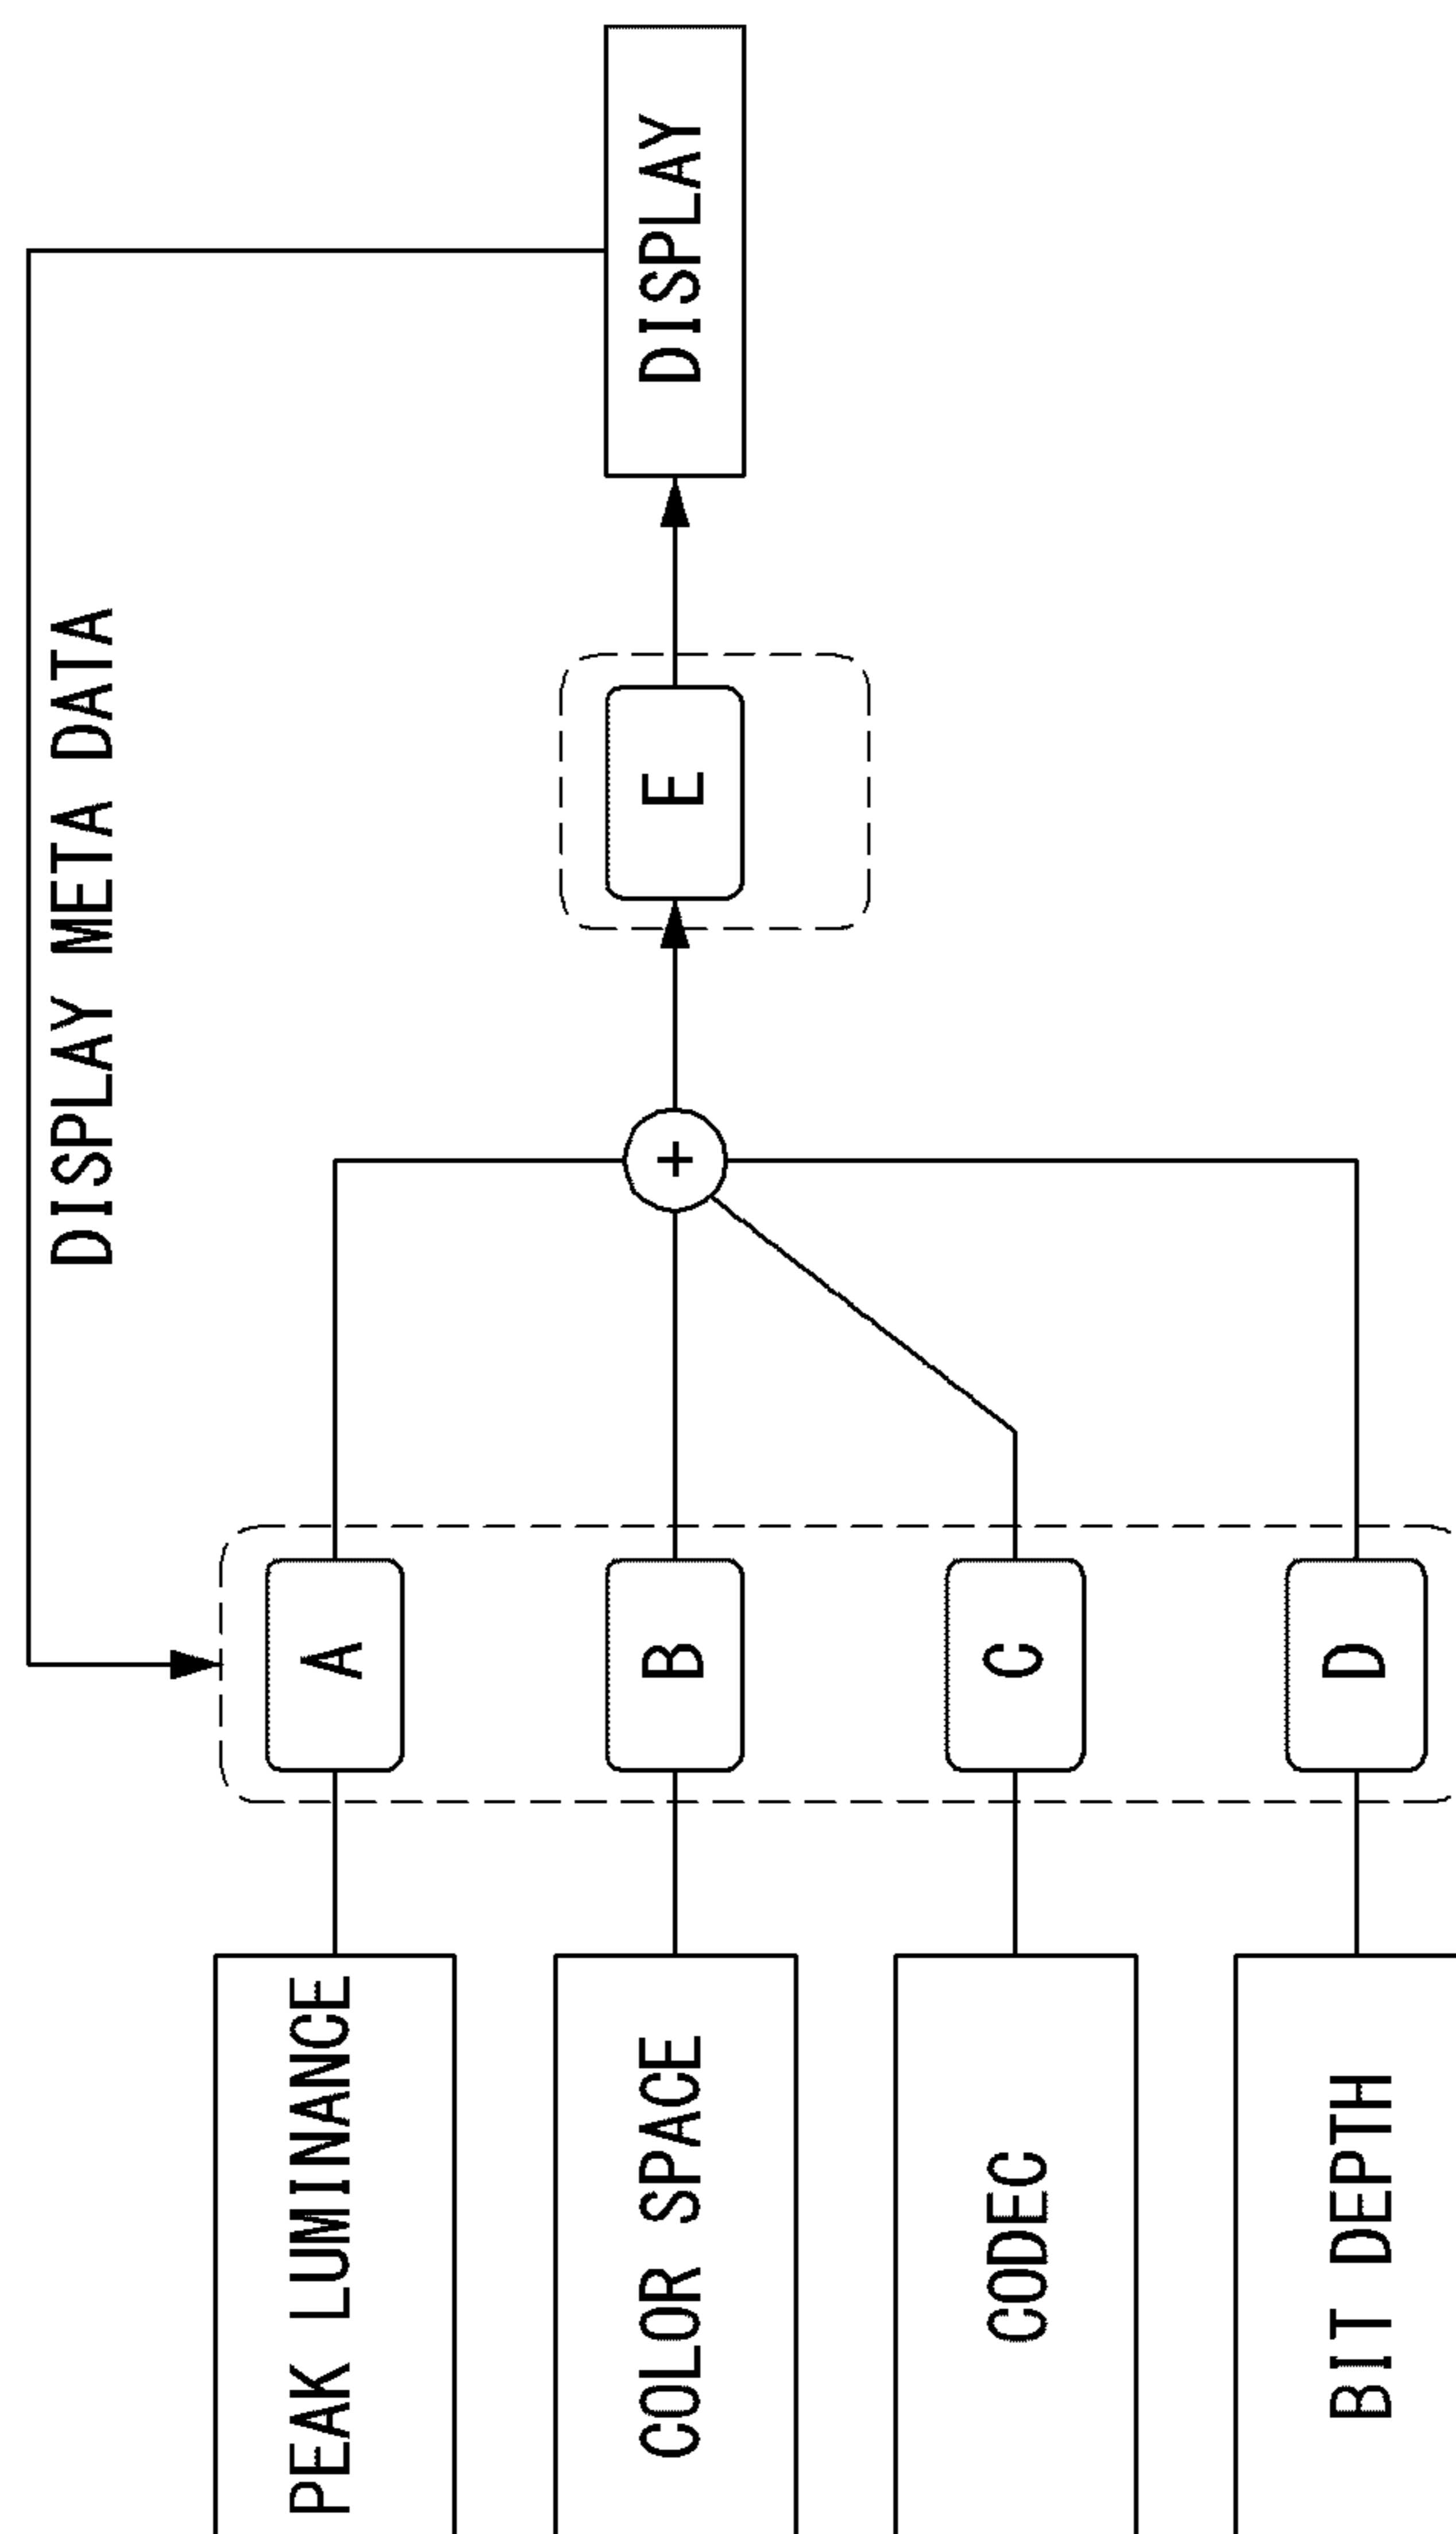 PEAK LUMINANCE
A
COLOR SPACE
B
CODEC
C
BIT DEPTH
D
+
E
DISPLAY
DISPLAY META DATA